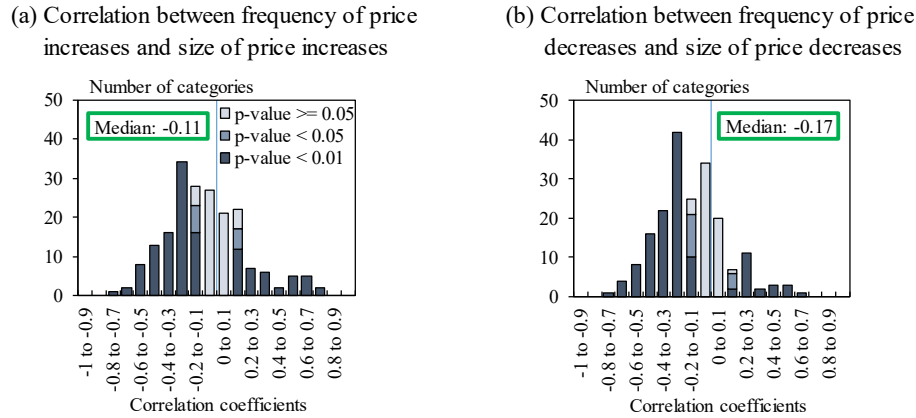 (a) Correlation between frequency of price
increases and size of price increases
Number of categories
50
40
30
20
10
0
Median: -0.11
p-value >= 0.05
p-value < 0.05
p-value < 0.01
-1 to -0.9
-0.8 to -0.7
-0.6 to -0.5
-0.4 to -0.3
-0.2 to -0.1
0 to 0.1
0.2 to 0.3
0.4 to 0.5
0.6 to 0.7
0.8 to 0.9
Correlation coefficients
(b) Correlation between frequency of price
decreases and size of price decreases
Number of categories
50
40
30
20
10
0
Median: -0.17
-1 to -0.9
-0.8 to -0.7
-0.6 to -0.5
-0.4 to -0.3
-0.2 to -0.1
0 to 0.1
0.2 to 0.3
0.4 to 0.5
0.6 to 0.7
0.8 to 0.9
Correlation coefficients